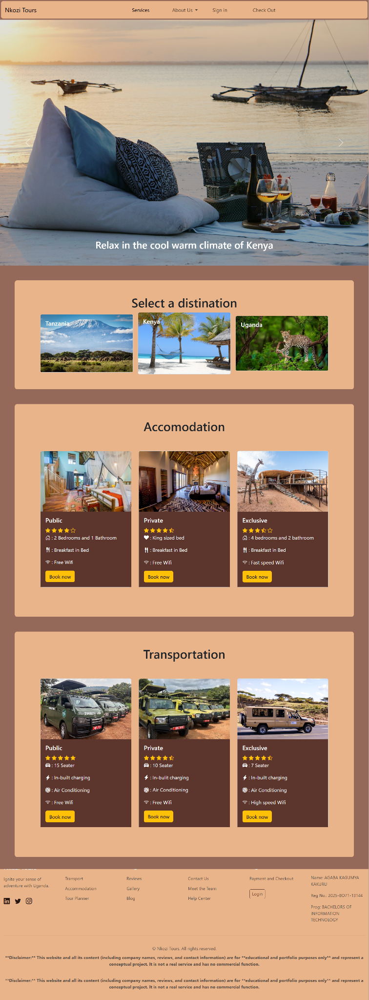 Nkozi Tours
Services
About Us
Sign in
Check Out
Relax in the cool warm climate of Kenya
Select a distination
Tanzania
Kenya
Uganda
Accomodation
Public
: 2 Bedrooms and 1 Bathroom
: Breakfast in Bed
: Free Wifi
Book now
Private
: King sized bed
: Breakfast in Bed
: Free Wifi
Book now
Exclusive
: 4 bedrooms and 2 bathroom
: Breakfast in Bed
: Fast speed Wifi
Book now
Transportation
TOURIST VAN
Public
: 15 Seater
: In-built charging
: Air Conditioning
: Free Wifi
Book now
Private
: 10 Seater
: In-bulit charging
: Air Conditioning
: Free Wifi
Book now
Exclusive
: 7 Seater
: In-built charging
: Air Conditioning
: High speed Wifi
Book now
Ignite your sense of
adventure with Uganda.
Transport
Accommodation
Tour Planner
Reviews
Gallery
Blog
Contact Us
Meet the Team
Help Center
Payment and Checkout
Login
Name: AGABA KAGUMYA
KAKURU
Reg No.: 2025-BO71-13144
Prog: BACHELORS OF
INFORMATION
TECHNOLOGY
© Nkozi Tours. All rights reserved.
**Disclaimer:** This website and all its content (including company names, reviews, and contact information) are for **educational and portfolio purposes only** and represent a
conceptual project. It is not a real service and has no commercial function.
**Disclaimer:** This website and all its content (including company names, reviews, and contact information) are for **educational and portfolio purposes only** and represent a
conceptual project. It is not a real service and has no commercial function.